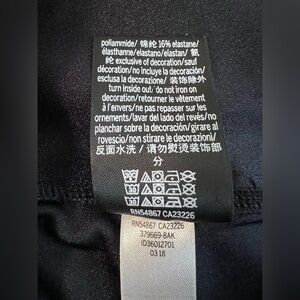 poliammide/ 锦纶 16% elastane/
élasthanne/elastano/elastan/ 氨
纶 exclusive of decoration/sauf
décoration/no incluye la decoración/
esclusa decorazione/ 装饰除外
turn inside out/ do not iron on
decoration/ retourner le vêtement
à l'envers/ne pas repasser sur les
ornements/lavar del lado del revés/no
planchar sobre la decoración/girare al
rovescio/non stirare le decorazioni/
反面水洗 / 请勿熨烫装饰部
分
RN54867 CA23226
RN54867 CA23226
379669-8AK
ID36012701
03 18